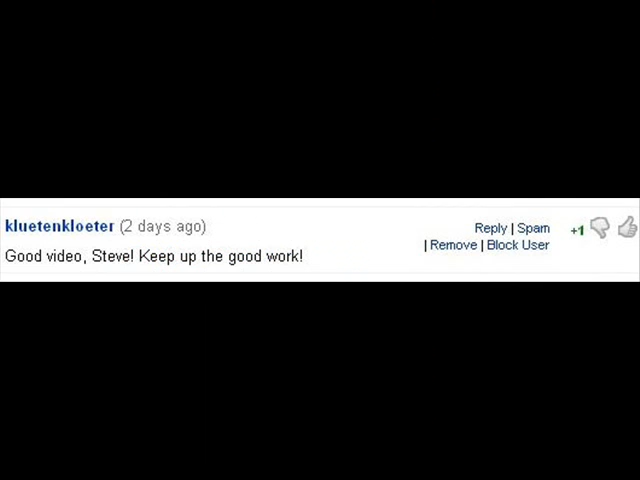 kluetenkloeter (2 days ago)
Good video, Steve! Keep up the good work!
Reply | Spam
| Remove | Block User
+1